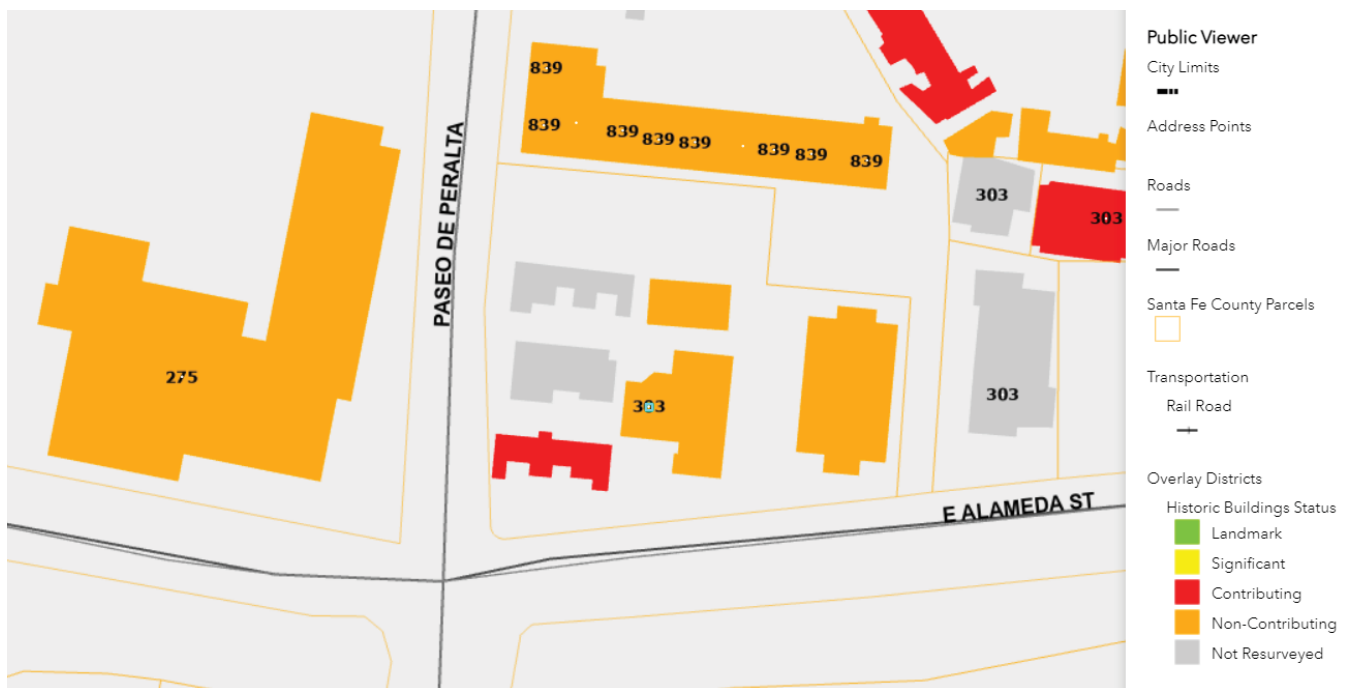 839
839
839
839
839
839
839
839
275
PASEO DE PERALTA
303
303
303
303
E ALAMEDA ST
Public Viewer
City Limits
Address Points
Roads
Major Roads
Santa Fe County Parcels
Transportation
Rail Road
Overlay Districts
Historic Buildings Status
Landmark
Significant
Contributing
Non-Contributing
Not Resurveyed